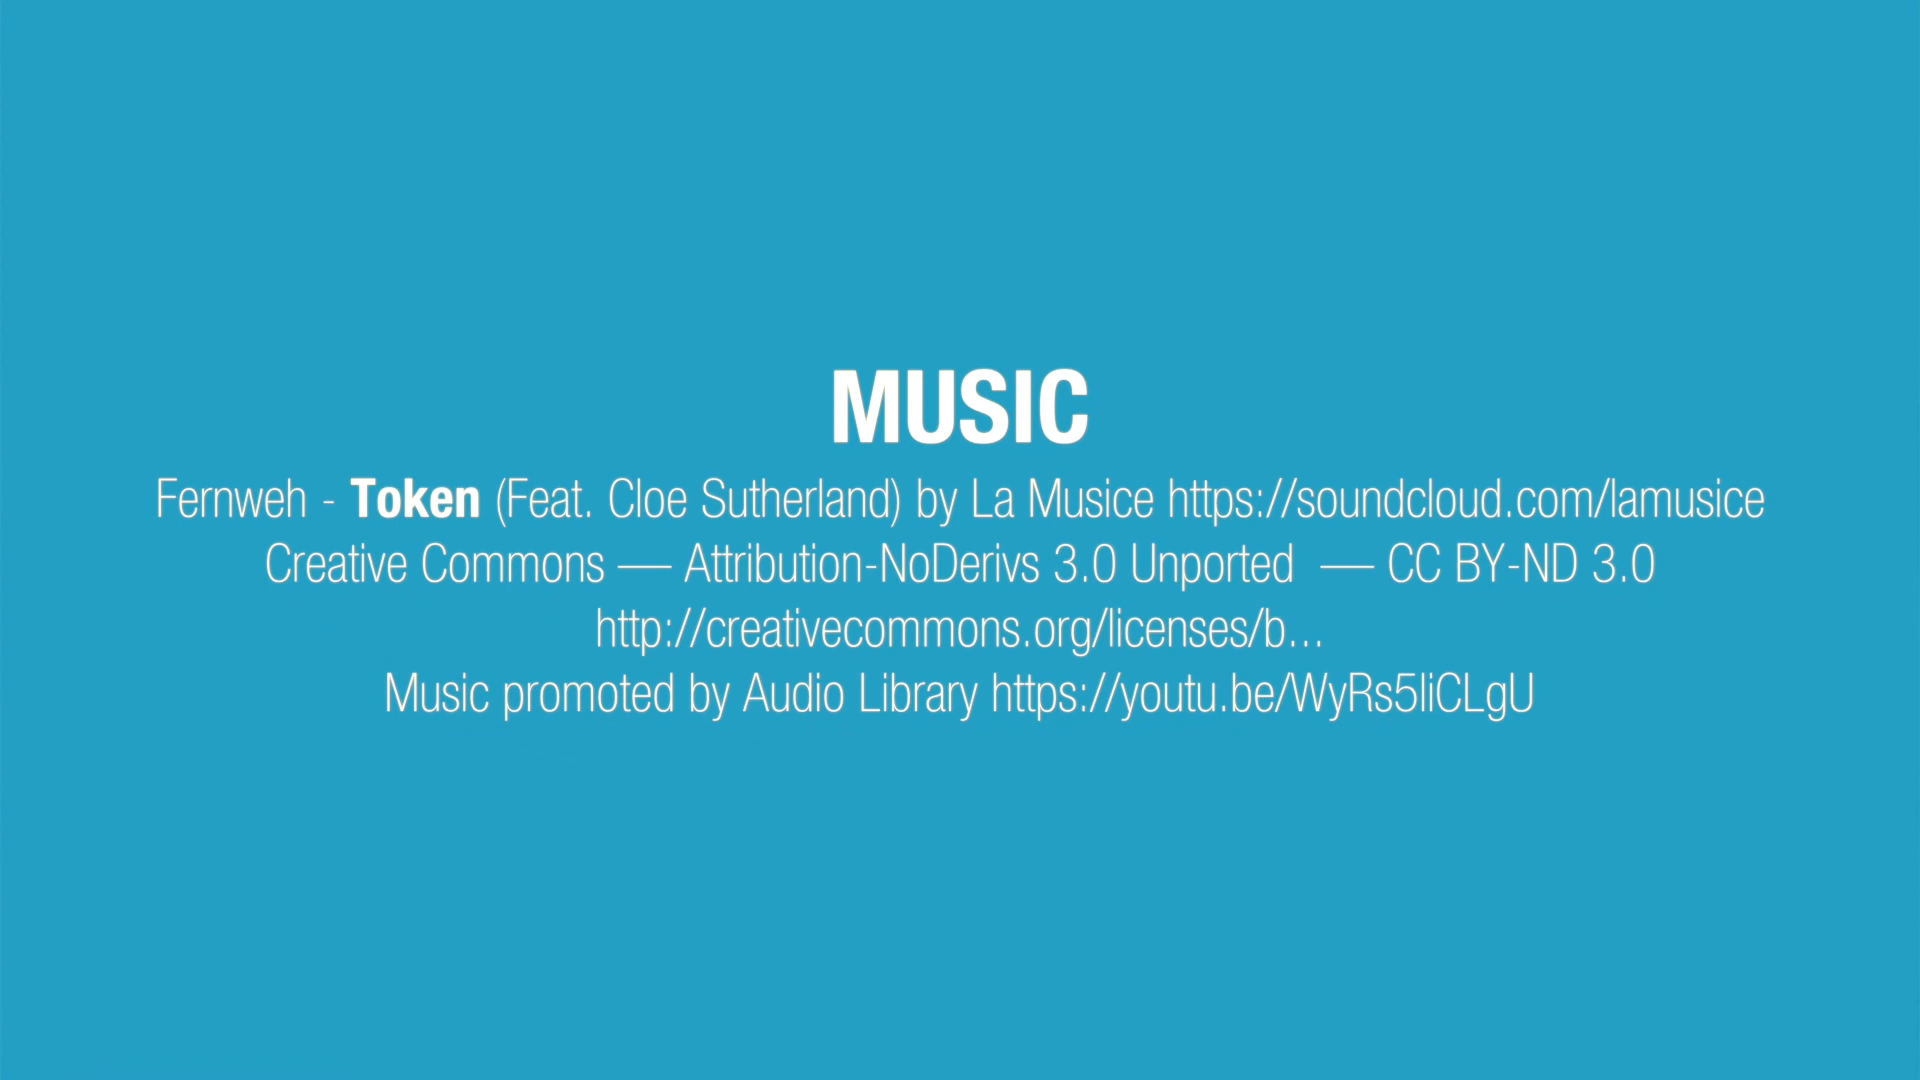 MUSIC
Fernweh - Token (Feat. Cloe Sutherland) by La Musice https://soundcloud.com/lamusice
Creative Commons — Attribution-NoDerivs 3.0 Unported  — CC BY-ND 3.0
http://creativecommons.org/licenses/b...
Music promoted by Audio Library https://youtu.be/WyRs5IiCLgU